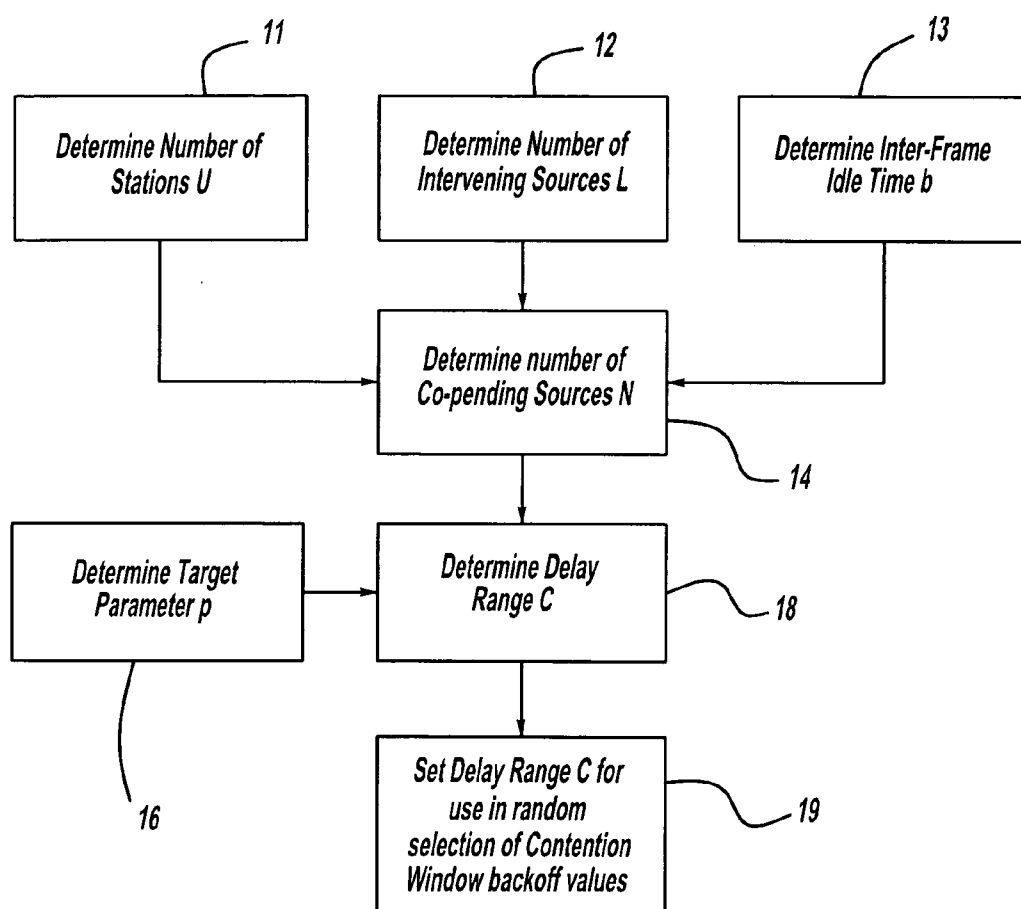 11
12
13
Determine Number of
Stations U
Determine Number of
Intervening Sources L
Determine Inter-Frame
Idle Time b
Determine number of
Co-pending Sources N
14
Determine Target
Parameter p
Determine Delay
Range C
18
16
Set Delay Range C for
use in random
selection of Contention
Window backoff values
19